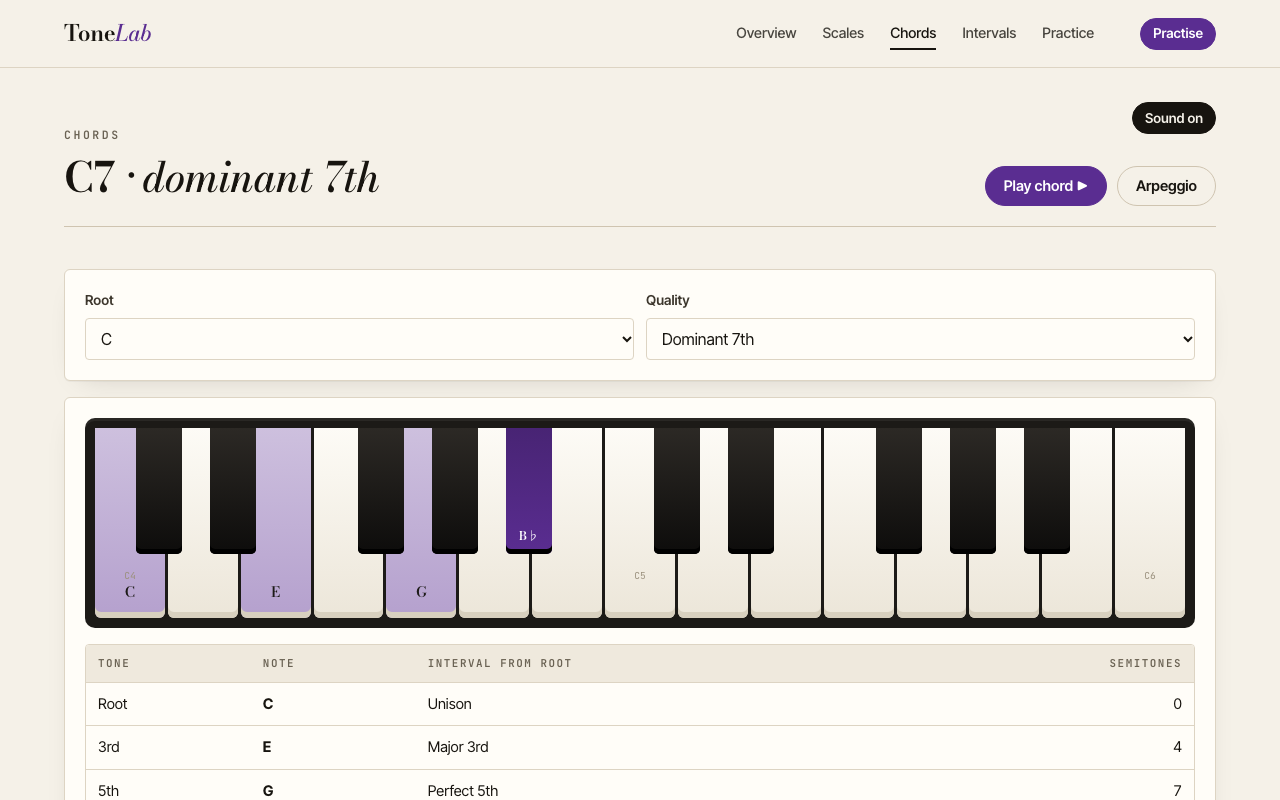 ToneLab
Overview Scales Chords Intervals Practice Practise
Sound on
CHORDS
C7 · dominant 7th
Play chord ▶ Arpeggio
Root Quality
C Dominant 7th
B♭
C4 C5 C6
C E G
TONE NOTE INTERVAL FROM ROOT SEMITONES
Root C Unison 0
3rd E Major 3rd 4
5th G Perfect 5th 7